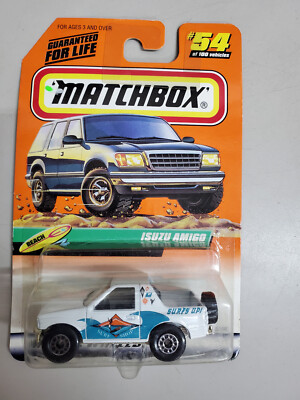 FOR AGES 3 AND OVER
GUARANTEED
FOR LIFE
#54
of 100 vehicles
MATCHBOX®
BEACH
ISUZU AMIGO
SURF'S UP!